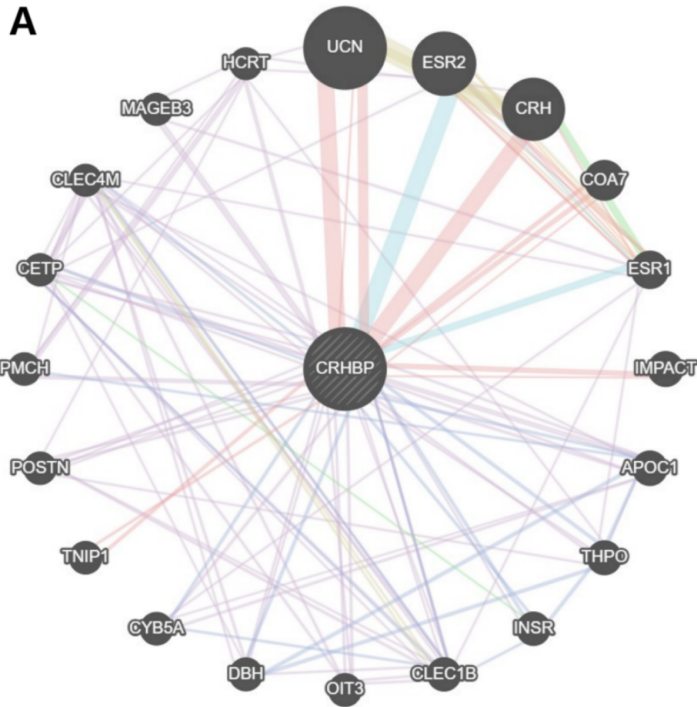 A
UCN
ESR2
HCRT
CRH
MAGEB3
CLEC4M
COA7
CETP
ESR1
PMCH
CRHBP
IMPACT
POSTN
APOC1
TNIP1
THPO
CYB5A
INSR
DBH
OIT3
CLEC1B